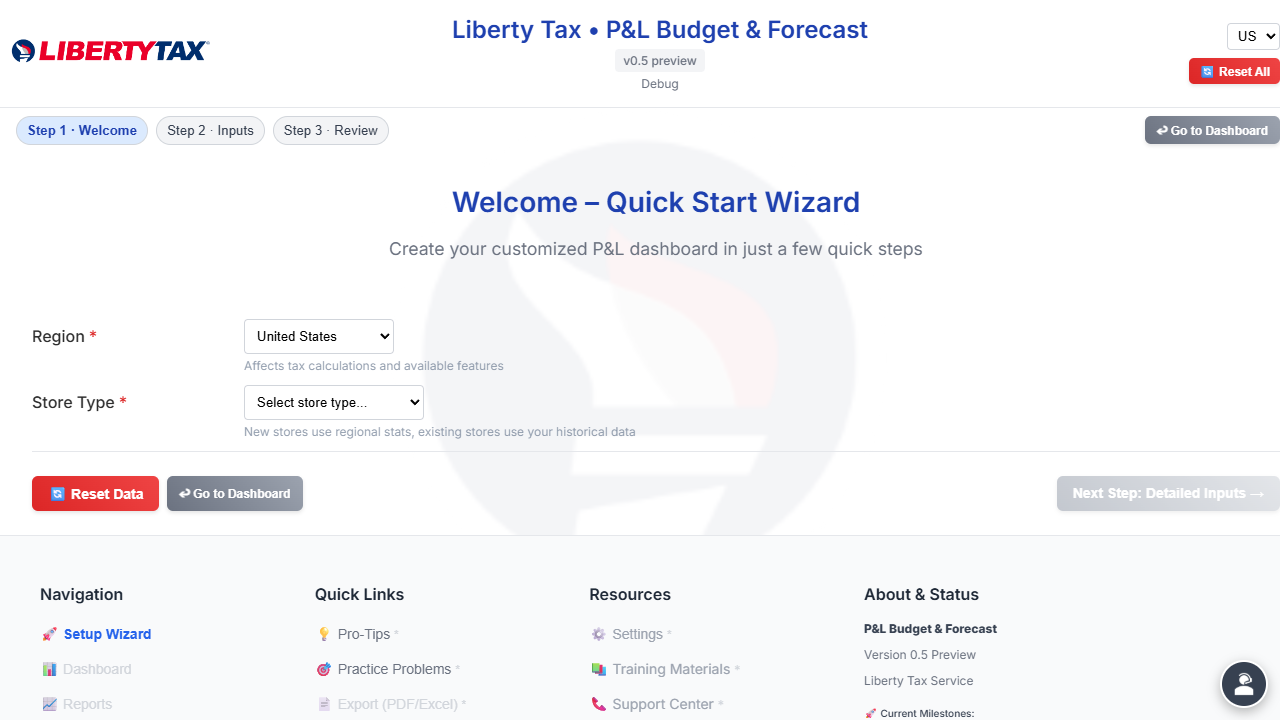 LIBERTYTAX
Liberty Tax • P&L Budget & Forecast
v0.5 preview
Debug
US
Reset All
Step 1 · Welcome
Step 2 · Inputs
Step 3 · Review
↩ Go to Dashboard
Welcome – Quick Start Wizard
Create your customized P&L dashboard in just a few quick steps
Region *
United States
Affects tax calculations and available features
Store Type *
Select store type...
New stores use regional stats, existing stores use your historical data
Reset Data
↩ Go to Dashboard
Next Step: Detailed Inputs →
Navigation
Setup Wizard
Dashboard
Reports
Quick Links
Pro-Tips *
Practice Problems *
Export (PDF/Excel) *
Resources
Settings *
Training Materials *
Support Center *
About & Status
P&L Budget & Forecast
Version 0.5 Preview
Liberty Tax Service
Current Milestones: